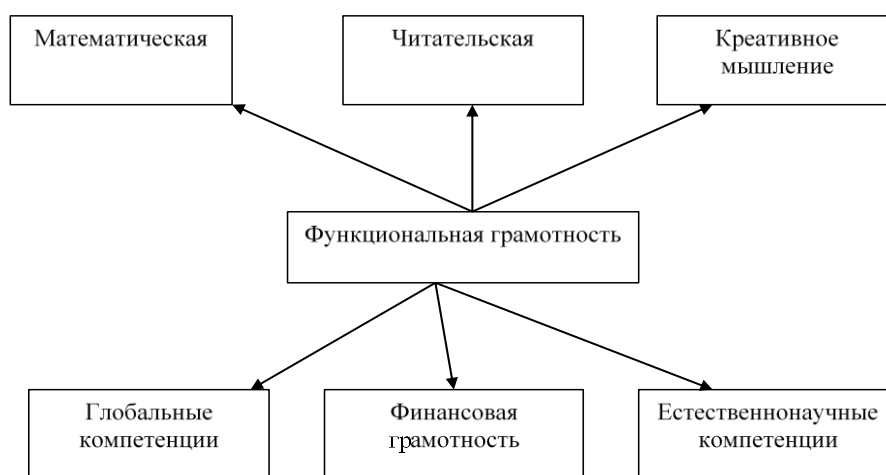 Математическая
Читательская
Креативное
мышление
Функциональная грамотность
Глобальные
компетенции
Финансовая
грамотность
Естественнонаучные
компетенции